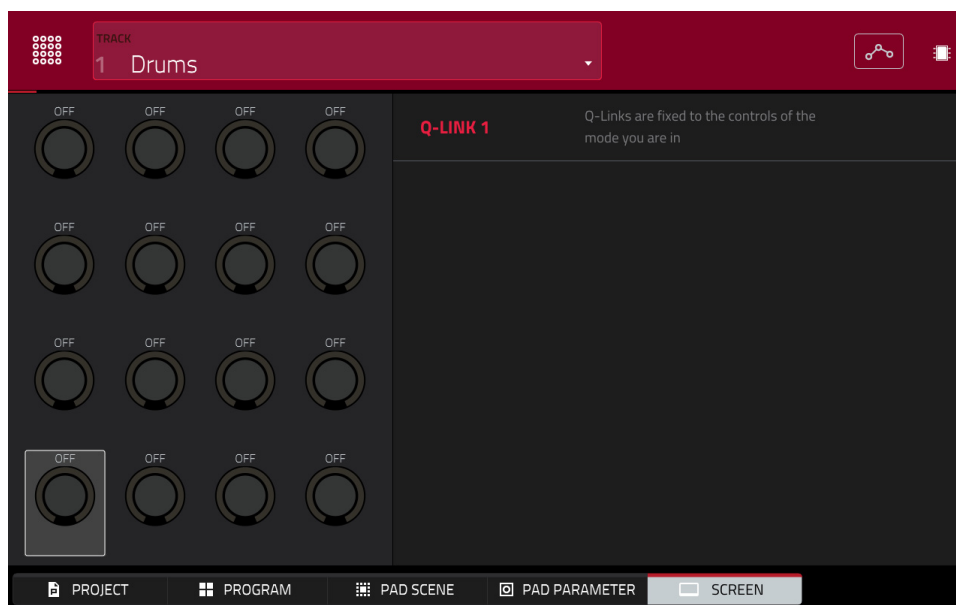 TRACK
1 Drums
OFF OFF OFF OFF
Q-LINK 1
Q-Links are fixed to the controls of the
mode you are in
OFF OFF OFF OFF
OFF OFF OFF OFF
OFF OFF OFF OFF
PROJECT PROGRAM PAD SCENE PAD PARAMETER SCREEN